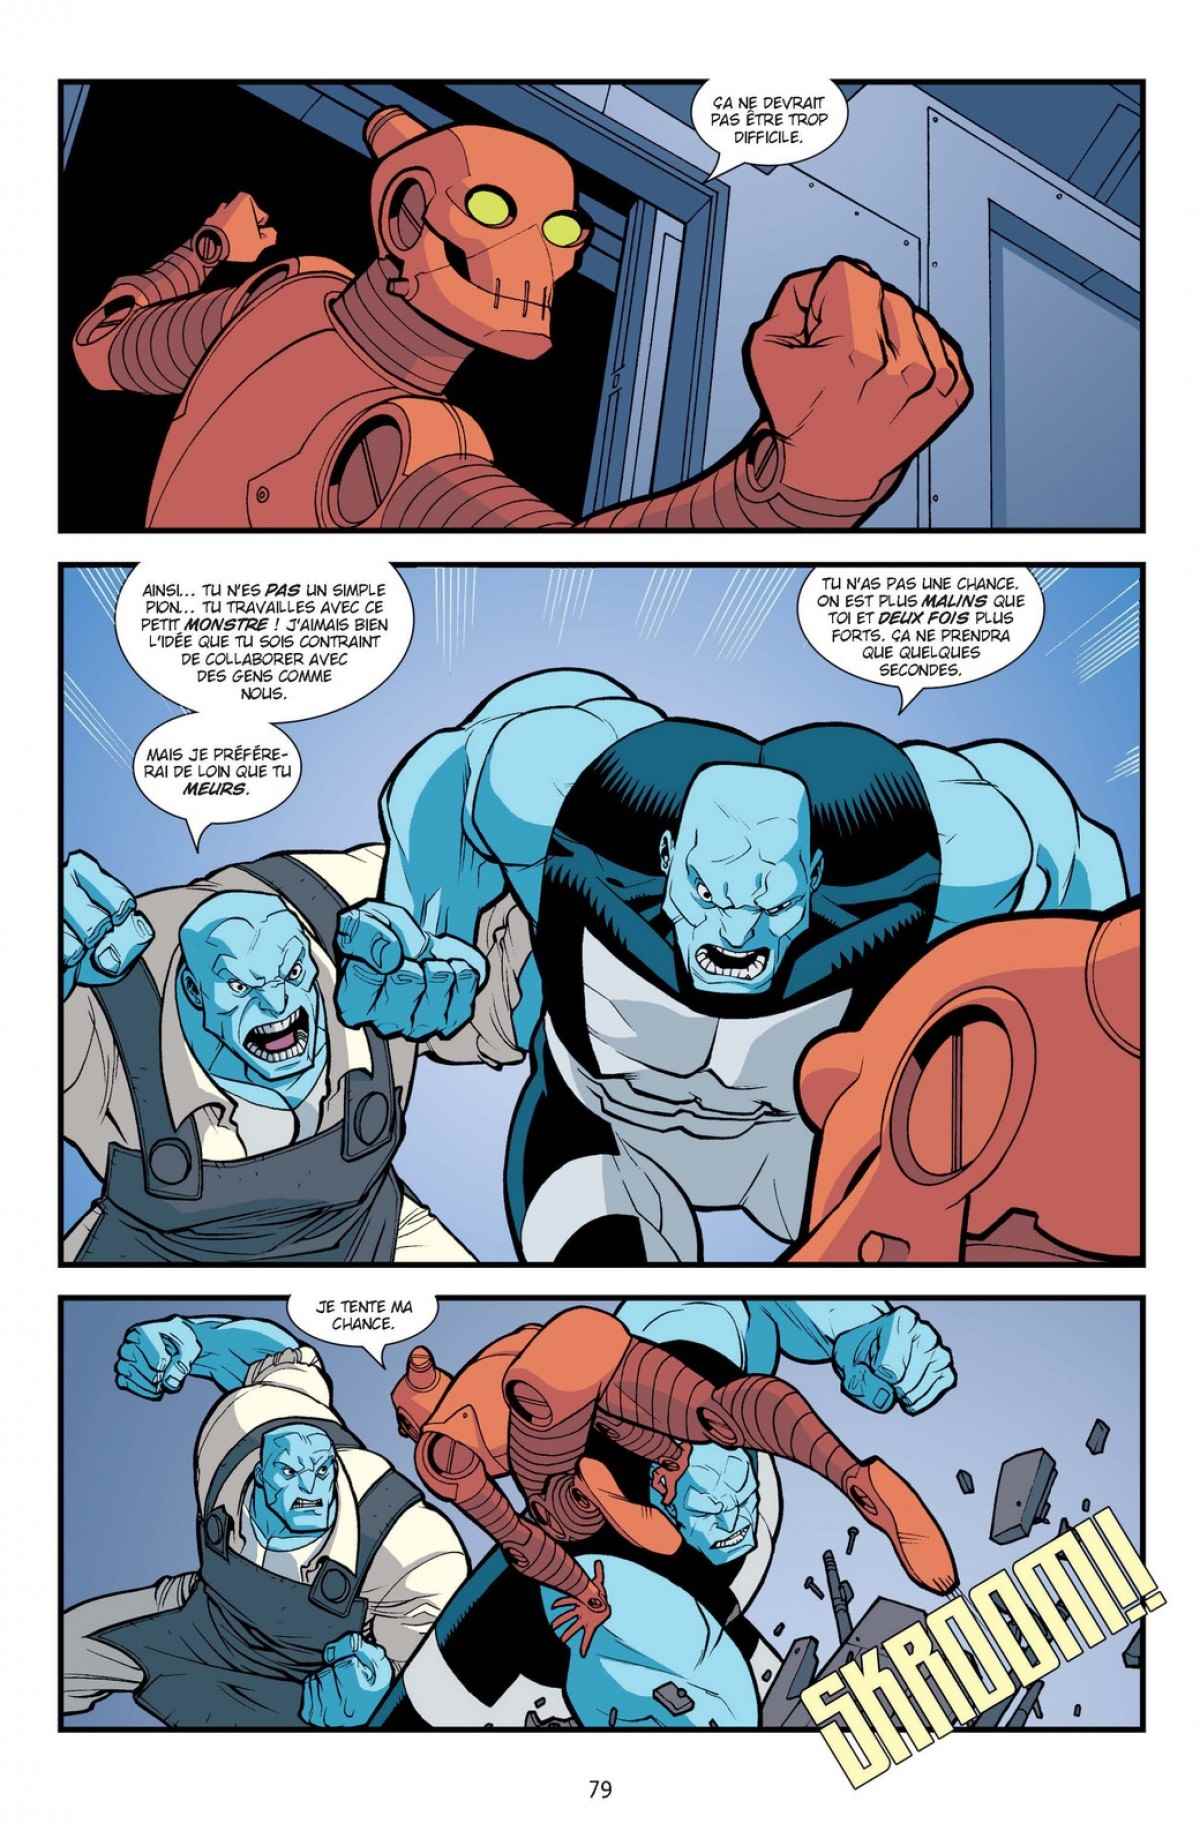 ÇA NE DEVRAIT
PAS ÊTRE TROP
DIFFICILE.
AINSI... TU N'ES PAS UN SIMPLE
PION... TU TRAVAILLES AVEC CE
PETIT MONSTRE ! J'AIMAIS BIEN
L'IDÉE QUE TU SOIS CONTRAINT
DE COLLABORER AVEC
DES GENS COMME
NOUS.
MAIS JE PRÉFÉRE-
RAI DE LOIN QUE TU
MEURS.
TU N'AS PAS UNE CHANCE.
ON EST PLUS MALINS QUE
TOI ET DEUX FOIS PLUS
FORTS. ÇA NE PRENDRA
QUE QUELQUES
SECONDES.
JE TENTE MA
CHANCE.
SKROOM!!
79